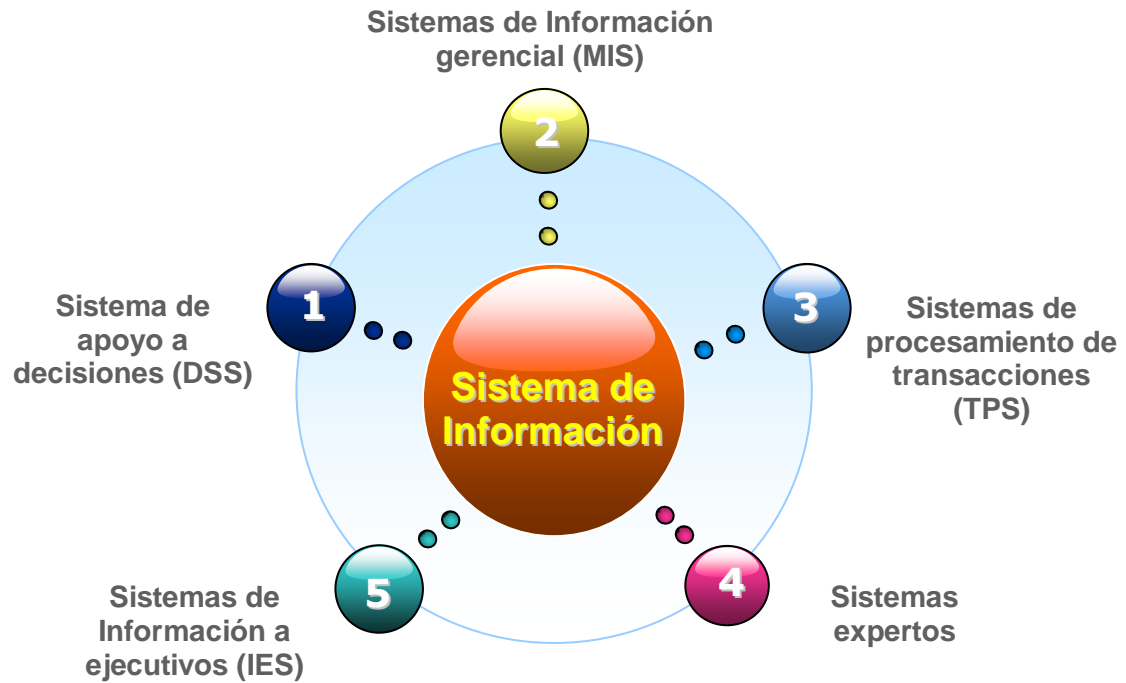 Sistemas de Información
gerencial (MIS)
2
1
Sistema de
apoyo a
decisiones (DSS)
3
Sistemas de
procesamiento de
transacciones
(TPS)
Sistema de
Información
5
Sistemas de
Información a
ejecutivos (IES)
4
Sistemas
expertos